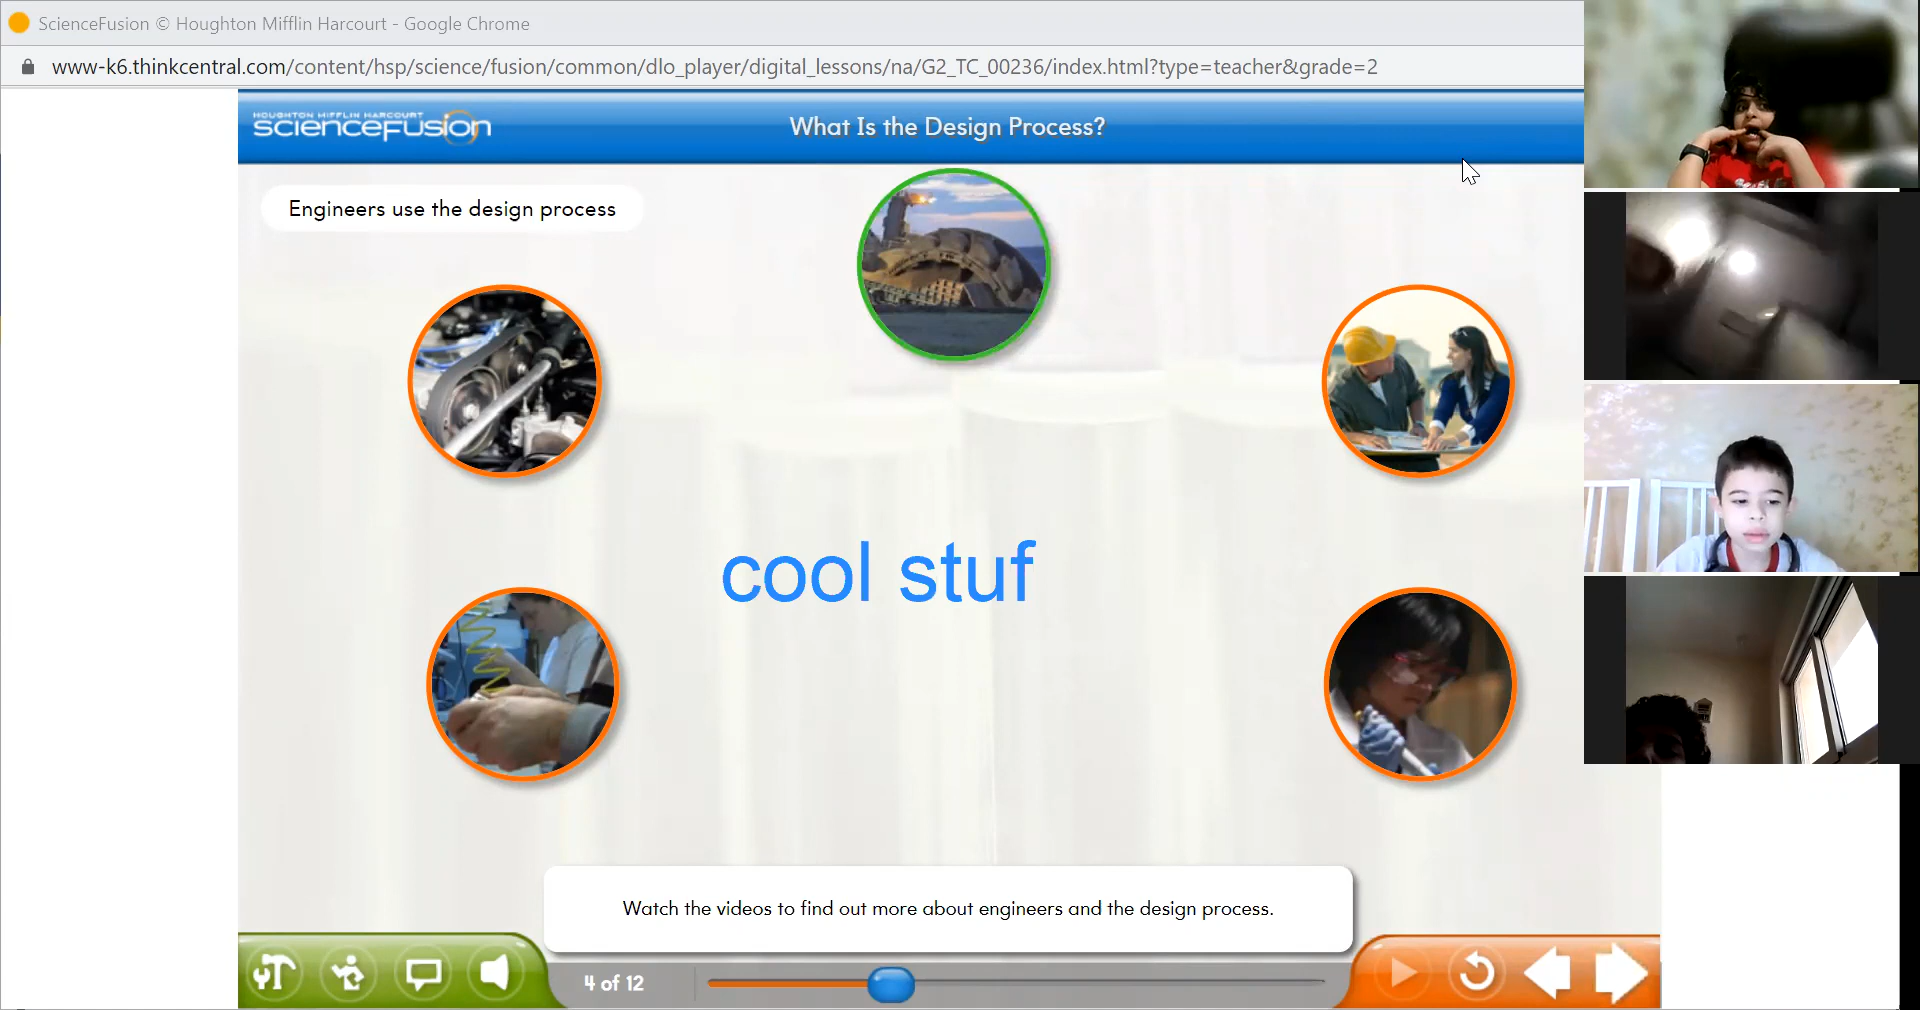 ScienceFusion © Houghton Mifflin Harcourt - Google Chrome
www-k6.thinkcentral.com/content/hsp/science/fusion/common/dlo_player/digital_lessons/na/G2_TC_00236/index.html?type=teacher&grade=2
HOUGHTON MIFFLIN HARCOURT
scienceFusion
What Is the Design Process?
Engineers use the design process
cool stuf
Watch the videos to find out more about engineers and the design process.
4 of 12